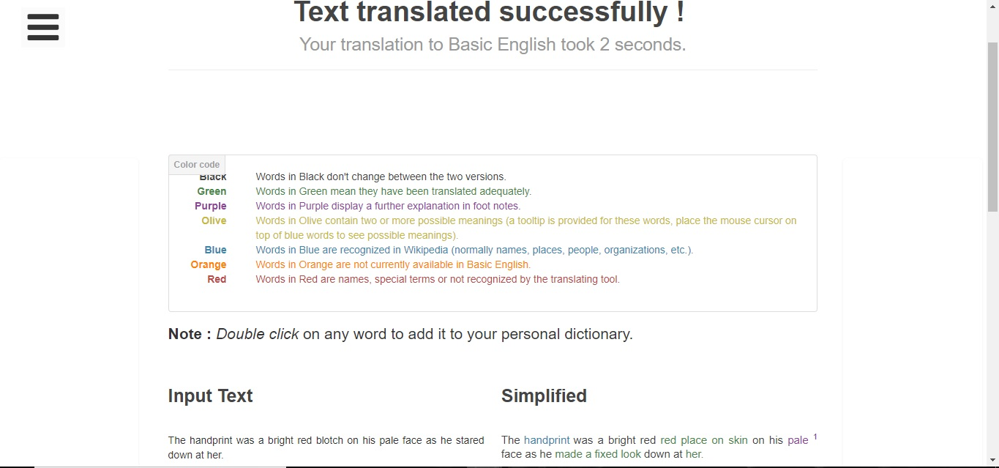 Text translated successfully !
Your translation to Basic English took 2 seconds.
Color code
Black Words in Black don't change between the two versions.
Green Words in Green mean they have been translated adequately.
Purple Words in Purple display a further explanation in foot notes.
Olive Words in Olive contain two or more possible meanings (a tooltip is provided for these words, place the mouse cursor on
top of blue words to see possible meanings).
Blue Words in Blue are recognized in Wikipedia (normally names, places, people, organizations, etc.).
Orange Words in Orange are not currently available in Basic English.
Red Words in Red are names, special terms or not recognized by the translating tool.
Note : Double click on any word to add it to your personal dictionary.
Input Text
The handprint was a bright red blotch on his pale face as he stared
down at her.
Simplified
The handprint was a bright red red place on skin on his pale 1
face as he made a fixed look down at her.